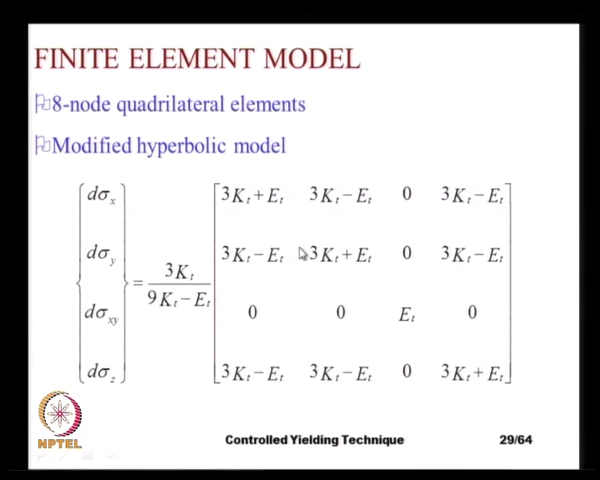 FINITE ELEMENT MODEL
8-node quadrilateral elements
Modified hyperbolic model
dσx 3Kt+Et 3Kt−Et 0 3Kt−Et
dσy 3Kt−Et 3Kt+Et 0 3Kt−Et
= 3Kt / 9Kt−Et
dσxy 0 0 Et 0
dσz 3Kt−Et 3Kt−Et 0 3Kt+Et
NPTEL
Controlled Yielding Technique 29/64